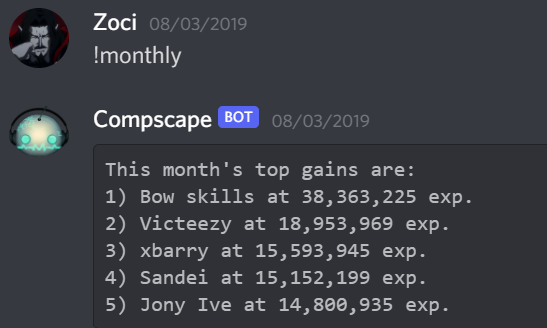 Zoci 08/03/2019
!monthly
Compscape BOT 08/03/2019
This month's top gains are:
1) Bow skills at 38,363,225 exp.
2) Victeezy at 18,953,969 exp.
3) xbarry at 15,593,945 exp.
4) Sandei at 15,152,199 exp.
5) Jony Ive at 14,800,935 exp.